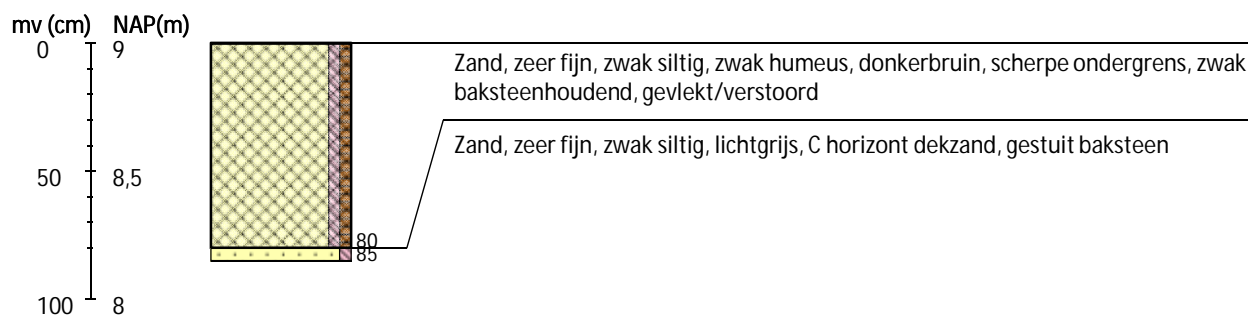 mv (cm) NAP(m)
0 9
Zand, zeer fijn, zwak siltig, zwak humeus, donkerbruin, scherpe ondergrens, zwak
baksteenhoudend, gevlekt/verstoord
Zand, zeer fijn, zwak siltig, lichtgrijs, C horizont dekzand, gestuit baksteen
50 8,5
80
85
100 8